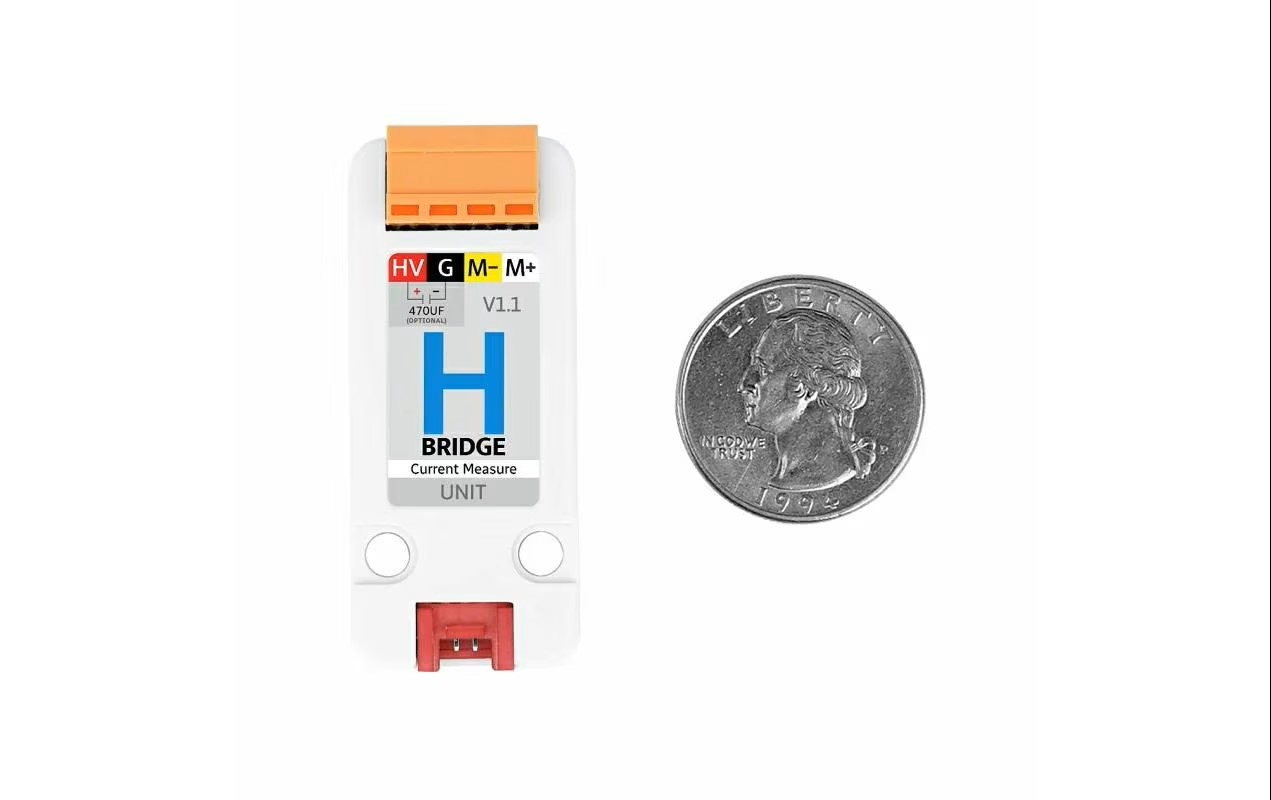 HV G M- M+
+ -
470UF
(OPTIONAL)
V1.1
H
BRIDGE
Current Measure
UNIT
LIBERTY
IN GOD WE
TRUST
P
1994